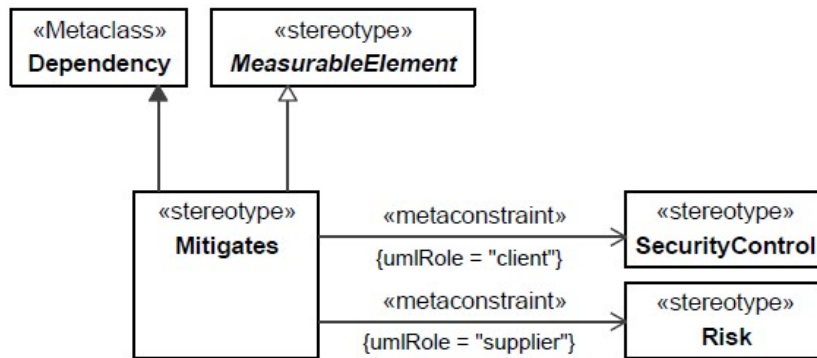 «Metaclass»
Dependency
«stereotype»
MeasurableElement
«stereotype»
Mitigates
«metaconstraint»
{umlRole = "client"}
«stereotype»
SecurityControl
«metaconstraint»
{umlRole = "supplier"}
«stereotype»
Risk